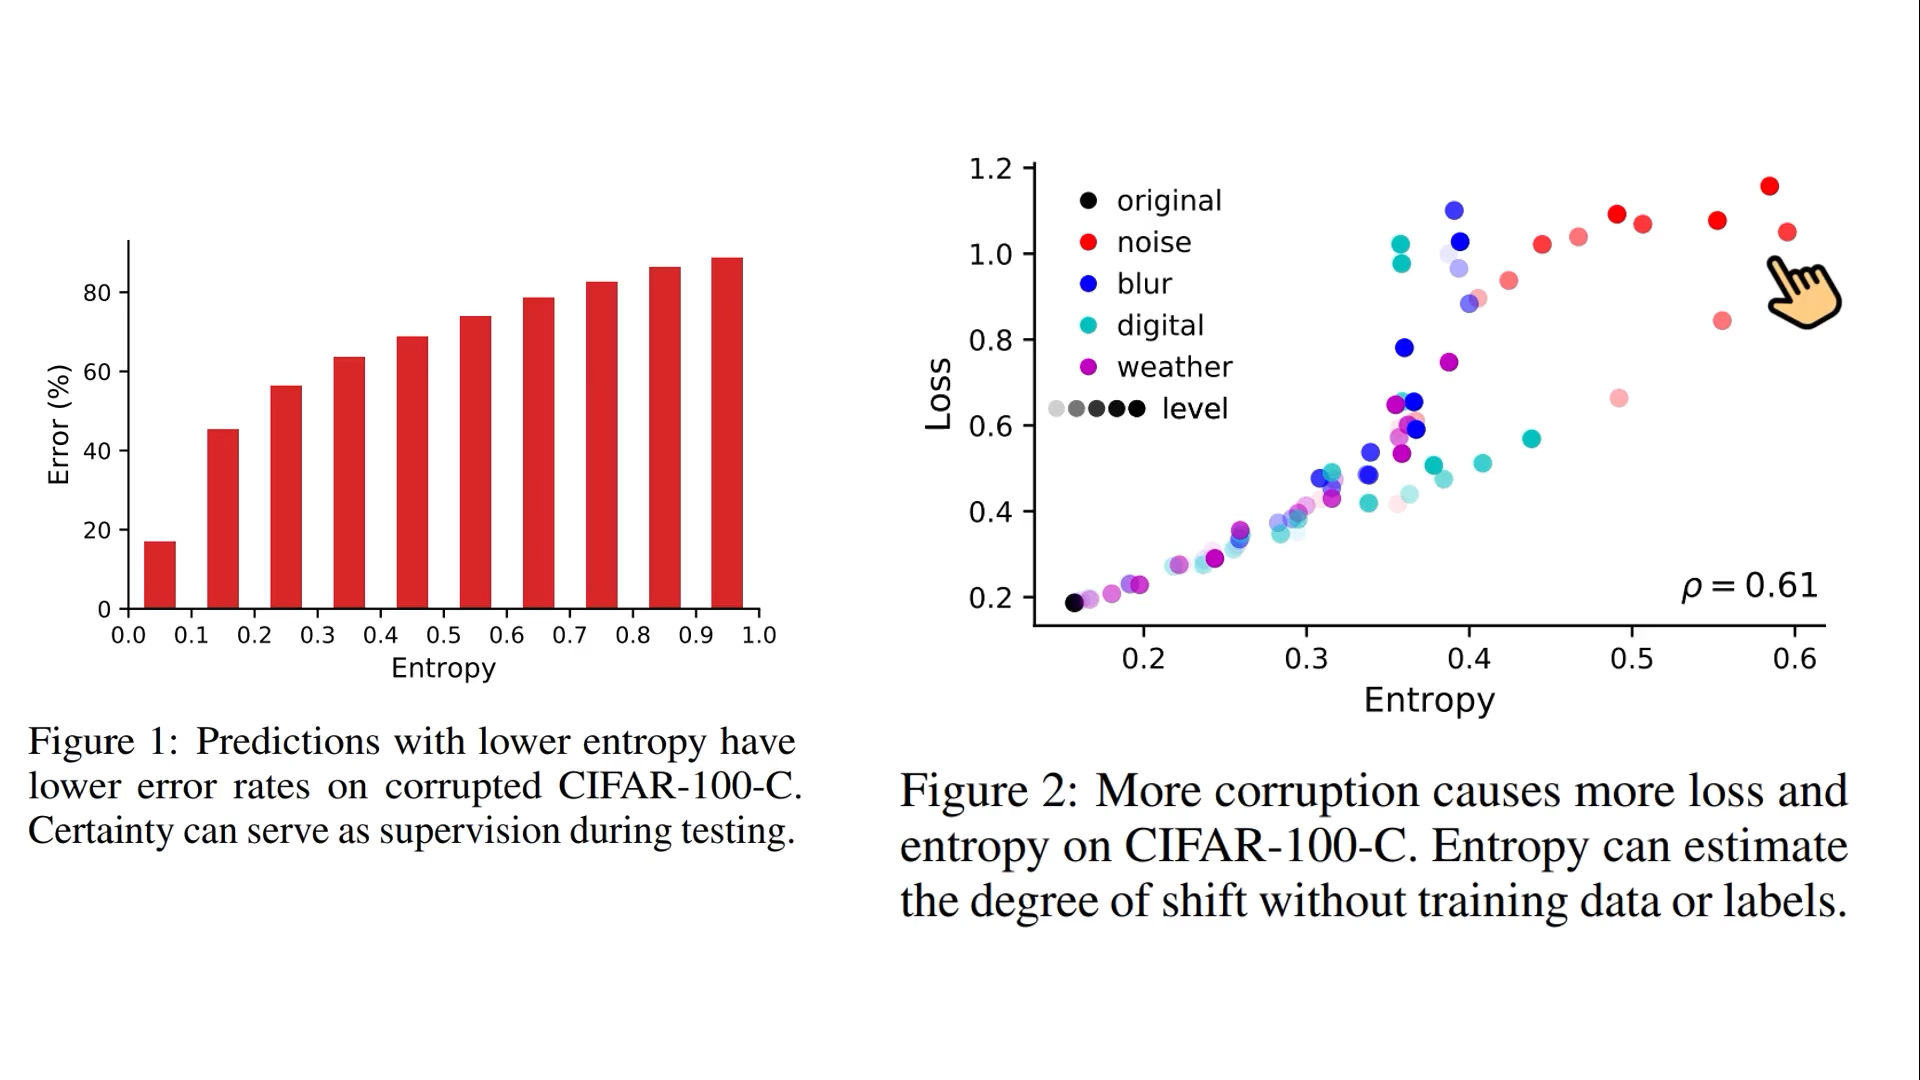 80
60
40
20
0
Error (%)
0.0 0.1 0.2 0.3 0.4 0.5 0.6 0.7 0.8 0.9 1.0
Entropy
Figure 1: Predictions with lower entropy have
lower error rates on corrupted CIFAR-100-C.
Certainty can serve as supervision during testing.
1.2
1.0
0.8
0.6
0.4
0.2
Loss
original
noise
blur
digital
weather
level
ρ = 0.61
0.2 0.3 0.4 0.5 0.6
Entropy
Figure 2: More corruption causes more loss and
entropy on CIFAR-100-C. Entropy can estimate
the degree of shift without training data or labels.